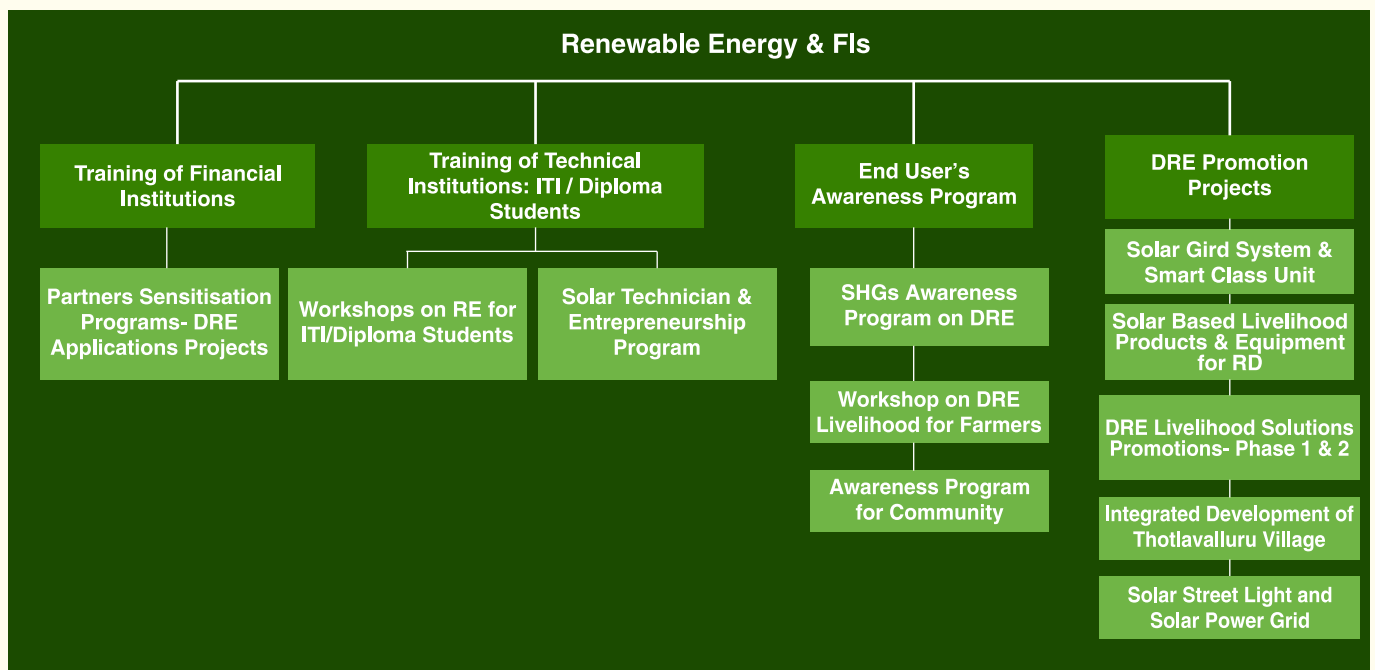 Renewable Energy & FIs
Training of Financial
Institutions
Partners Sensitisation
Programs- DRE
Applications Projects
Training of Technical
Institutions: ITI / Diploma
Students
Workshops on RE for
ITI/Diploma Students
Solar Technician &
Entrepreneurship
Program
End User's
Awareness Program
SHGs Awareness
Program on DRE
Workshop on DRE
Livelihood for Farmers
Awareness Program
for Community
DRE Promotion
Projects
Solar Gird System &
Smart Class Unit
Solar Based Livelihood
Products & Equipment
for RD
DRE Livelihood Solutions
Promotions- Phase 1 & 2
Integrated Development of
Thotlavalluru Village
Solar Street Light and
Solar Power Grid